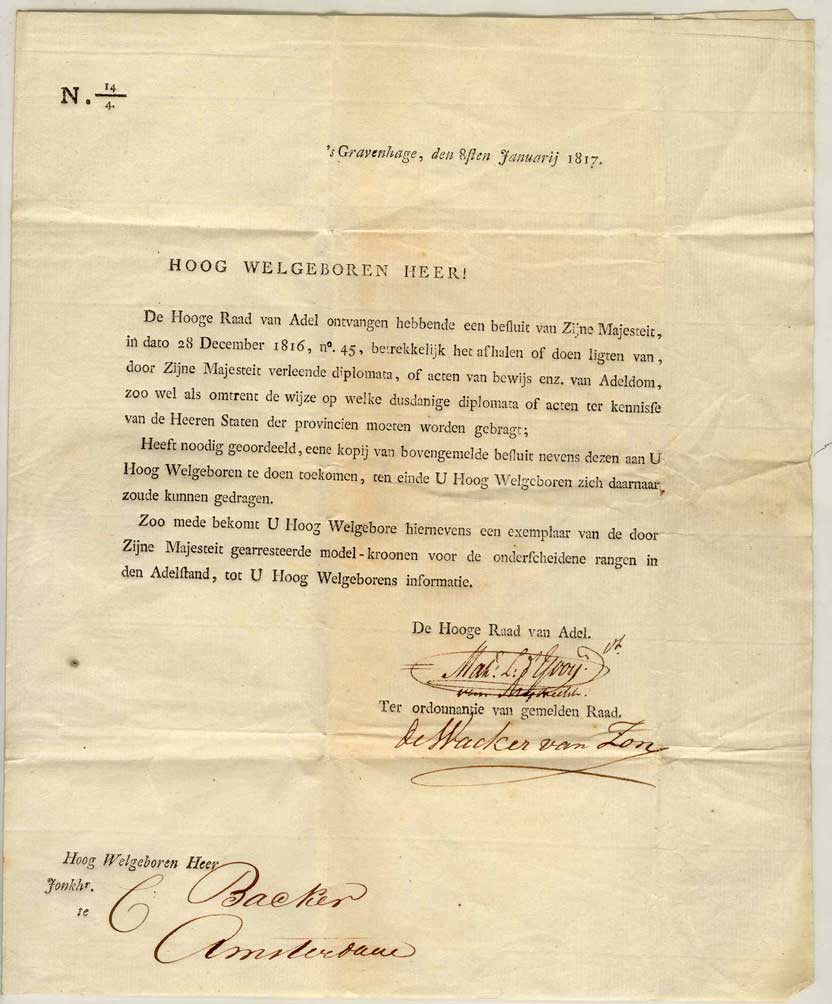 N. 14/4.
's Gravenhage, den 8ſten Januarij 1817.
HOOG WELGEBOREN HEER!
De Hooge Raad van Adel ontvangen hebbende een beſluit van Zijne Majesteit,
in dato 28 December 1816, nº. 45, betrekkelijk het afhalen of doen ligten van,
door Zijne Majesteit verleende diplomata, of acten van bewijs enz. van Adeldom,
zoo wel als omtrent de wijze op welke dusdanige diplomata of acten ter kennisſe
van de Heeren Staten der provincien moeten worden gebragt;
Heeft noodig geoordeeld, eene kopij van bovengemelde besluit nevens dezen aan U
Hoog Welgeboren te doen toekomen, ten einde U Hoog Welgeboren zich daarnaar
zoude kunnen gedragen.
Zoo mede bekomt U Hoog Welgebore hiernevens een exemplaar van de door
Zijne Majesteit gearresteerde model-kroonen voor de onderſcheidene rangen in
den Adelſtand, tot U Hoog Welgeborens informatie.
De Hooge Raad van Adel.
Ter ordonnantie van gemelden Raad.
de Wacker van Zon
Hoog Welgeboren Heer
Jonkhr.
C. Backer
te
Amsterdam